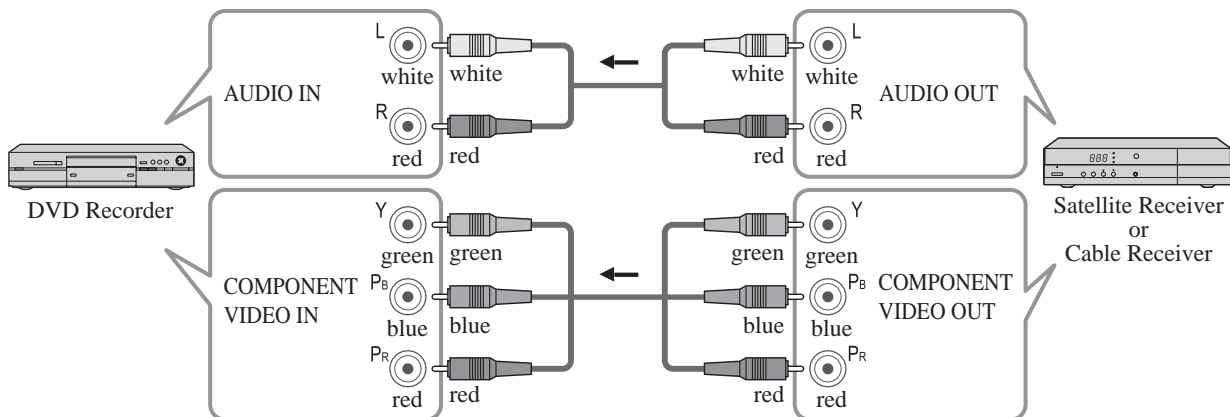 L
white
white
AUDIO IN
R
red
red
L
white
white
AUDIO OUT
R
red
red
DVD Recorder
888
Satellite Receiver
or
Cable Receiver
Y
green
green
COMPONENT
VIDEO IN
PB
blue
blue
PR
red
red
Y
green
green
COMPONENT
VIDEO OUT
PB
blue
blue
PR
red
red